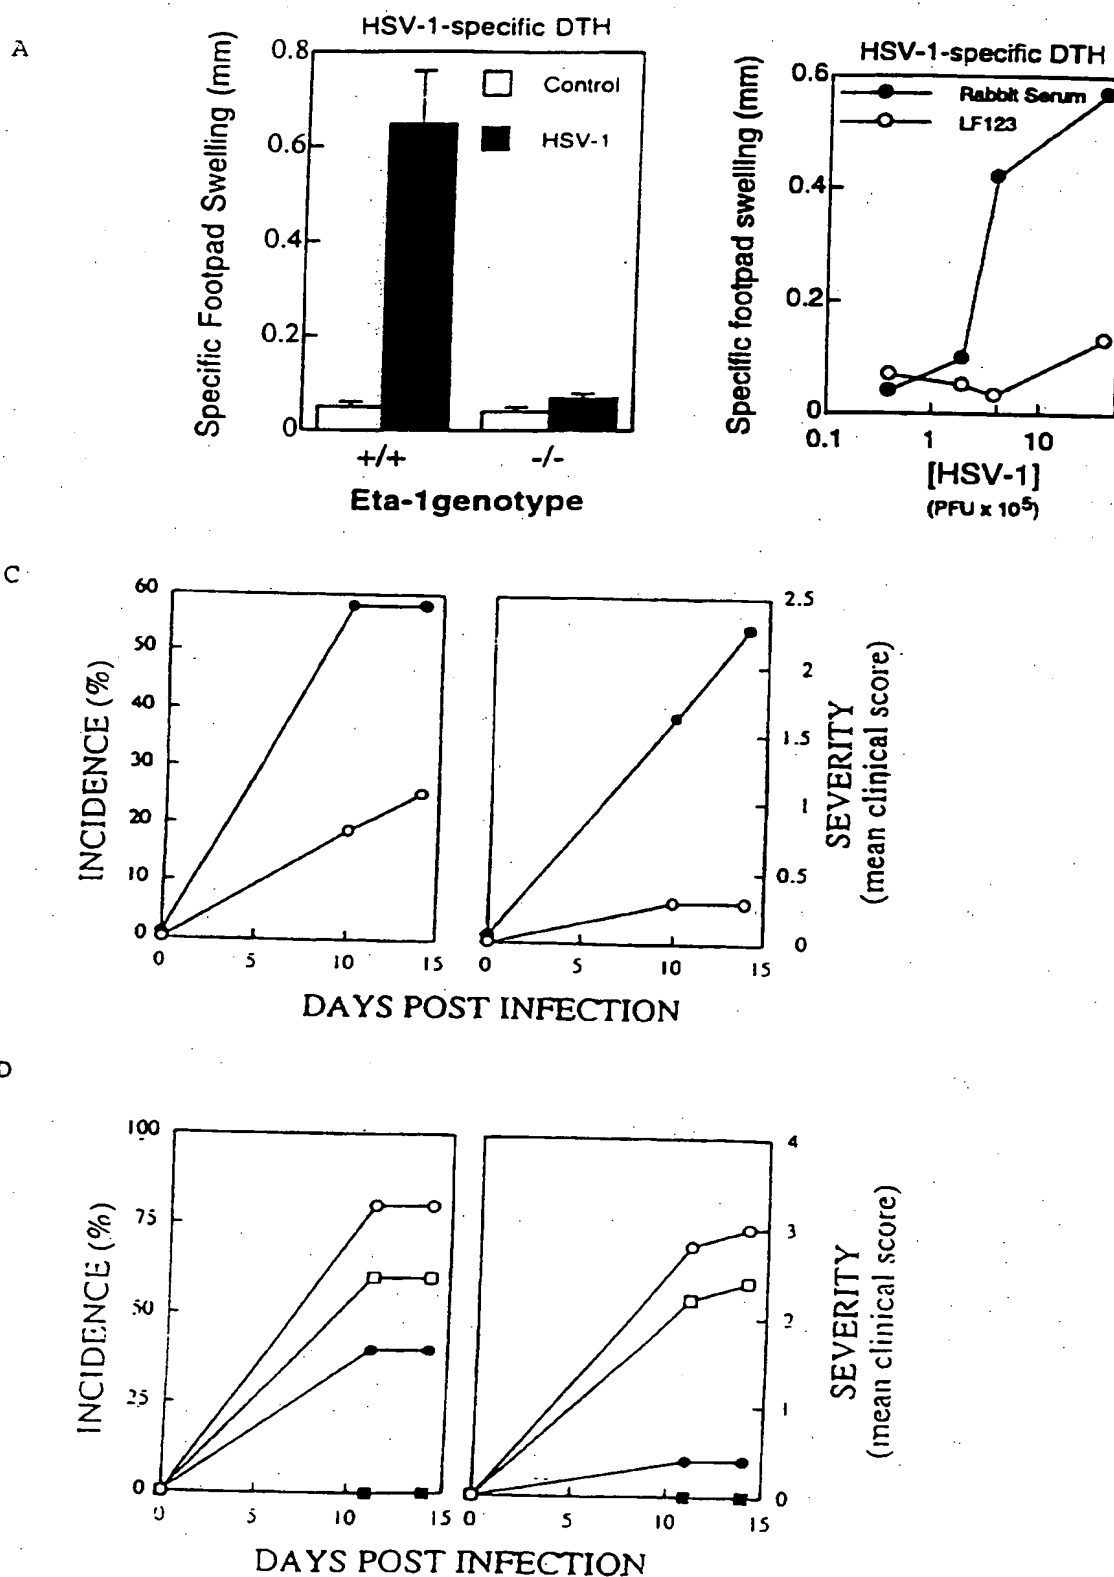 A
HSV-1-specific DTH
Specific Footpad Swelling (mm)
0.8
0.6
0.4
0.2
0
Control
HSV-1
+/+
-/-
Eta-1genotype
HSV-1-specific DTH
Specific footpad swelling (mm)
0.6
0.4
0.2
0
Rabbit Serum
LF123
0.1
1
10
[HSV-1]
(PFU x 10⁵)
C
INCIDENCE (%)
60
50
40
30
20
10
0
0
5
10
15
0
5
10
15
2.5
2
1.5
1
0.5
0
SEVERITY
(mean clinical score)
DAYS POST INFECTION
D
INCIDENCE (%)
100
75
50
25
0
0
5
10
15
0
5
10
15
4
3
2
1
0
SEVERITY
(mean clinical score)
DAYS POST INFECTION